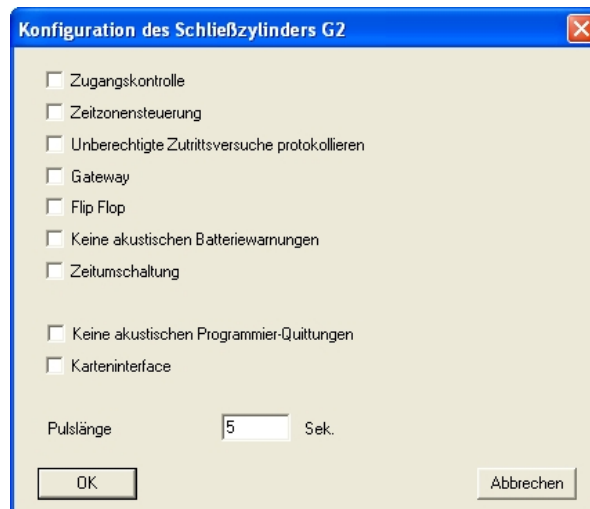 Konfiguration des Schließzylinders G2
Zugangskontrolle
Zeitzonensteuerung
Unberechtigte Zutrittsversuche protokollieren
Gateway
Flip Flop
Keine akustischen Batteriewarnungen
Zeitumschaltung
Keine akustischen Programmier-Quittungen
Karteninterface
Pulslänge 5 Sek.
OK Abbrechen